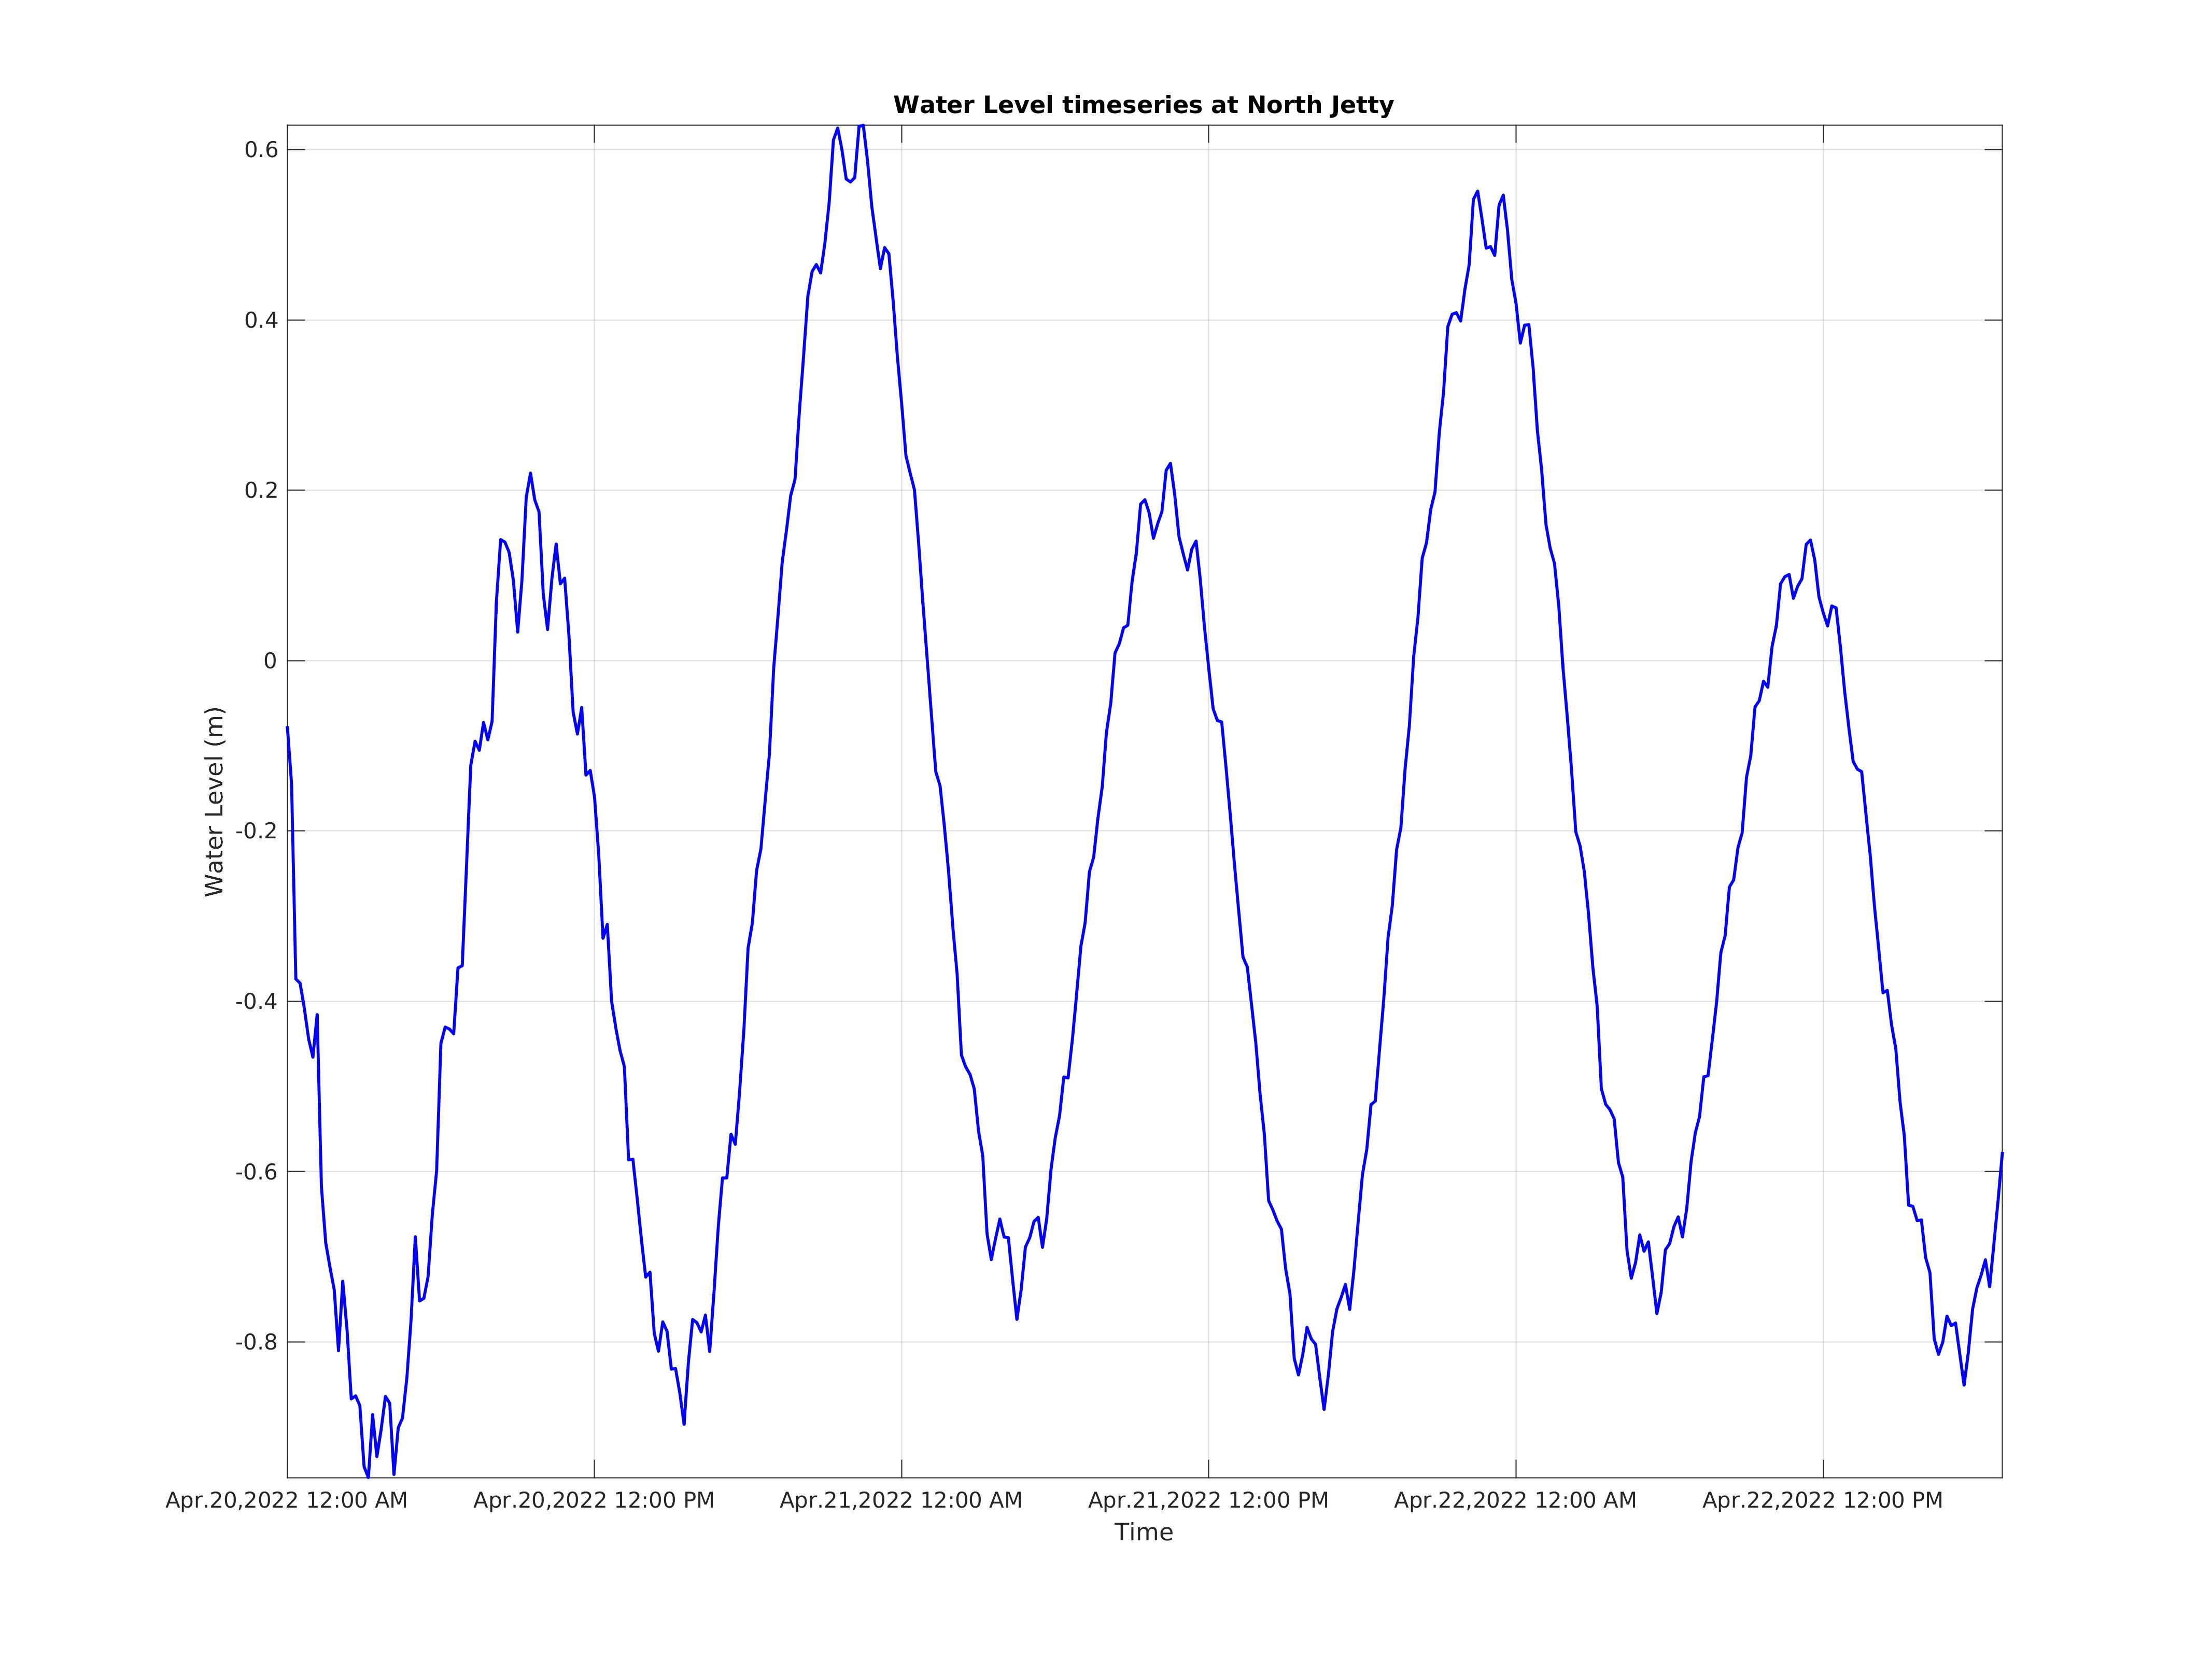 Water Level timeseries at North Jetty
0.6
0.4
0.2
0
-0.2
-0.4
-0.6
-0.8
Water Level (m)
Apr.20,2022 12:00 AM Apr.20,2022 12:00 PM Apr.21,2022 12:00 AM Apr.21,2022 12:00 PM Apr.22,2022 12:00 AM Apr.22,2022 12:00 PM
Time